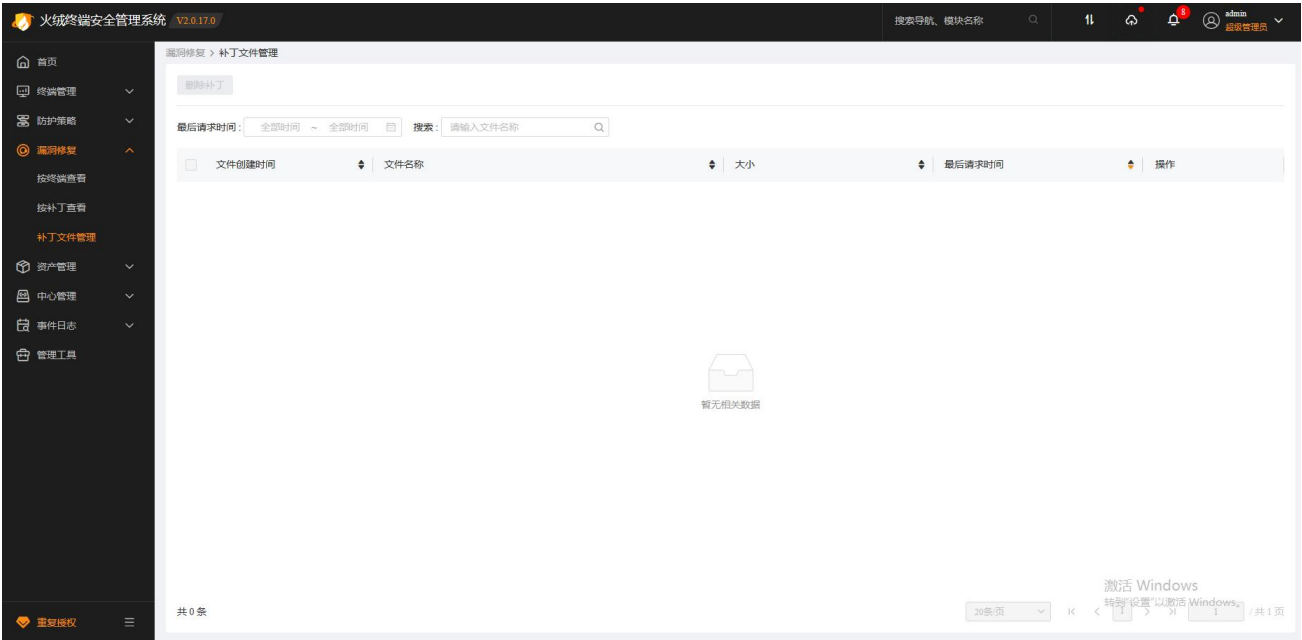 火绒终端安全管理系统 V2.0.17.0
搜索导航、模块名称
8
admin
超级管理员
首页
终端管理
防护策略
漏洞修复
按终端查看
按补丁查看
补丁文件管理
资产管理
中心管理
事件日志
管理工具
重复授权
漏洞修复 > 补丁文件管理
删除补丁
最后请求时间: 全部时间 ~ 全部时间 搜索: 请输入文件名称
文件创建时间 文件名称 大小 最后请求时间 操作
暂无相关数据
激活 Windows
转到"设置"以激活 Windows。
共 0 条 20条/页 1 1 / 共 1 页